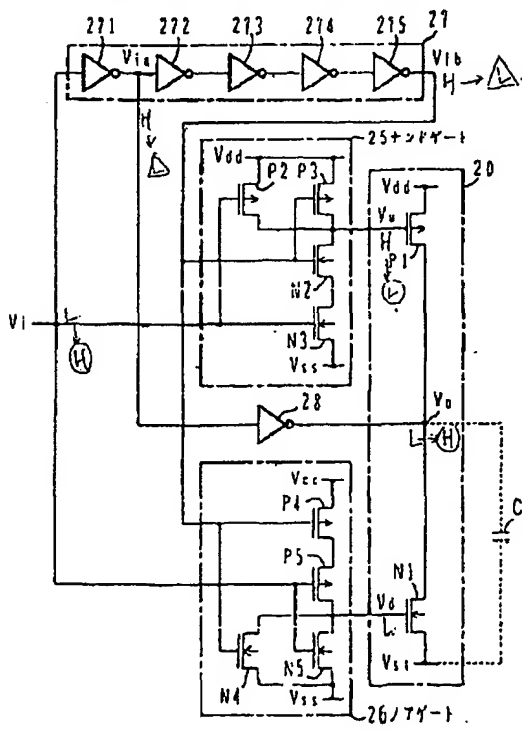 271
272
273
274
275
27
Via
Vib
H → L
H
L
25ナンドゲート
20
Vdd
P2
P3
Vdd
Vu
H
L
P1
N2
Vi
L
H
N3
Vss
28
Vo
L → H
Vcc
P4
C
P5
N1
Vd
L
N4
N5
Vss
Vss
26ノアゲート